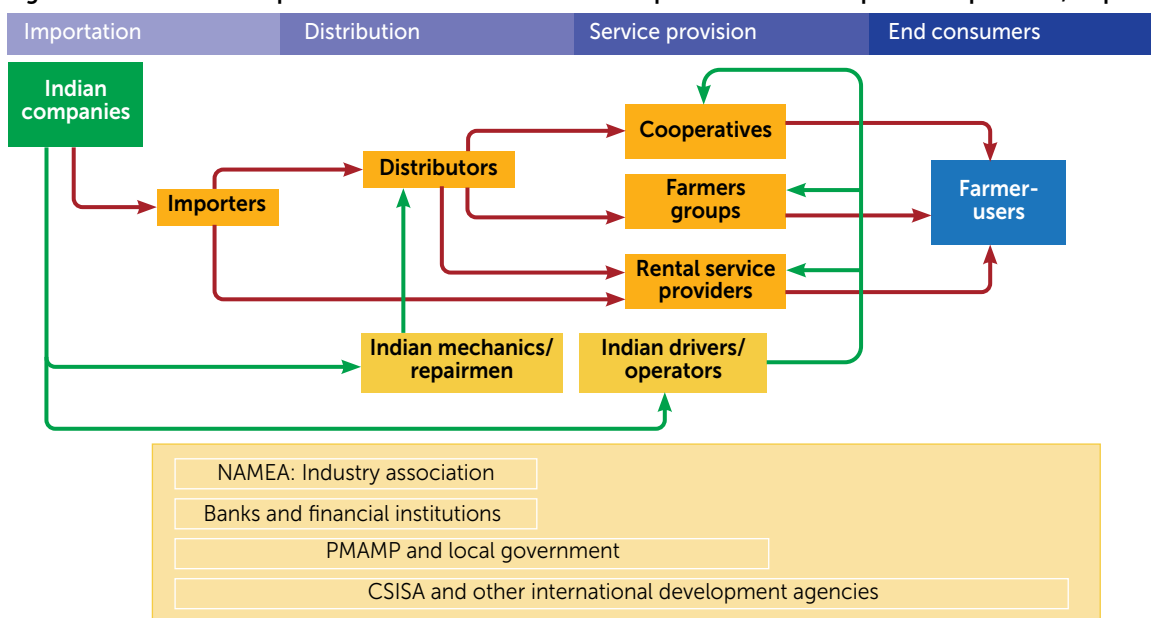 Importation
Distribution
Service provision
End consumers
Indian
companies
Importers
Distributors
Cooperatives
Farmers
groups
Rental service
providers
Farmer-
users
Indian mechanics/
repairmen
Indian drivers/
operators
NAMEA: Industry association
Banks and financial institutions
PMAMP and local government
CSISA and other international development agencies